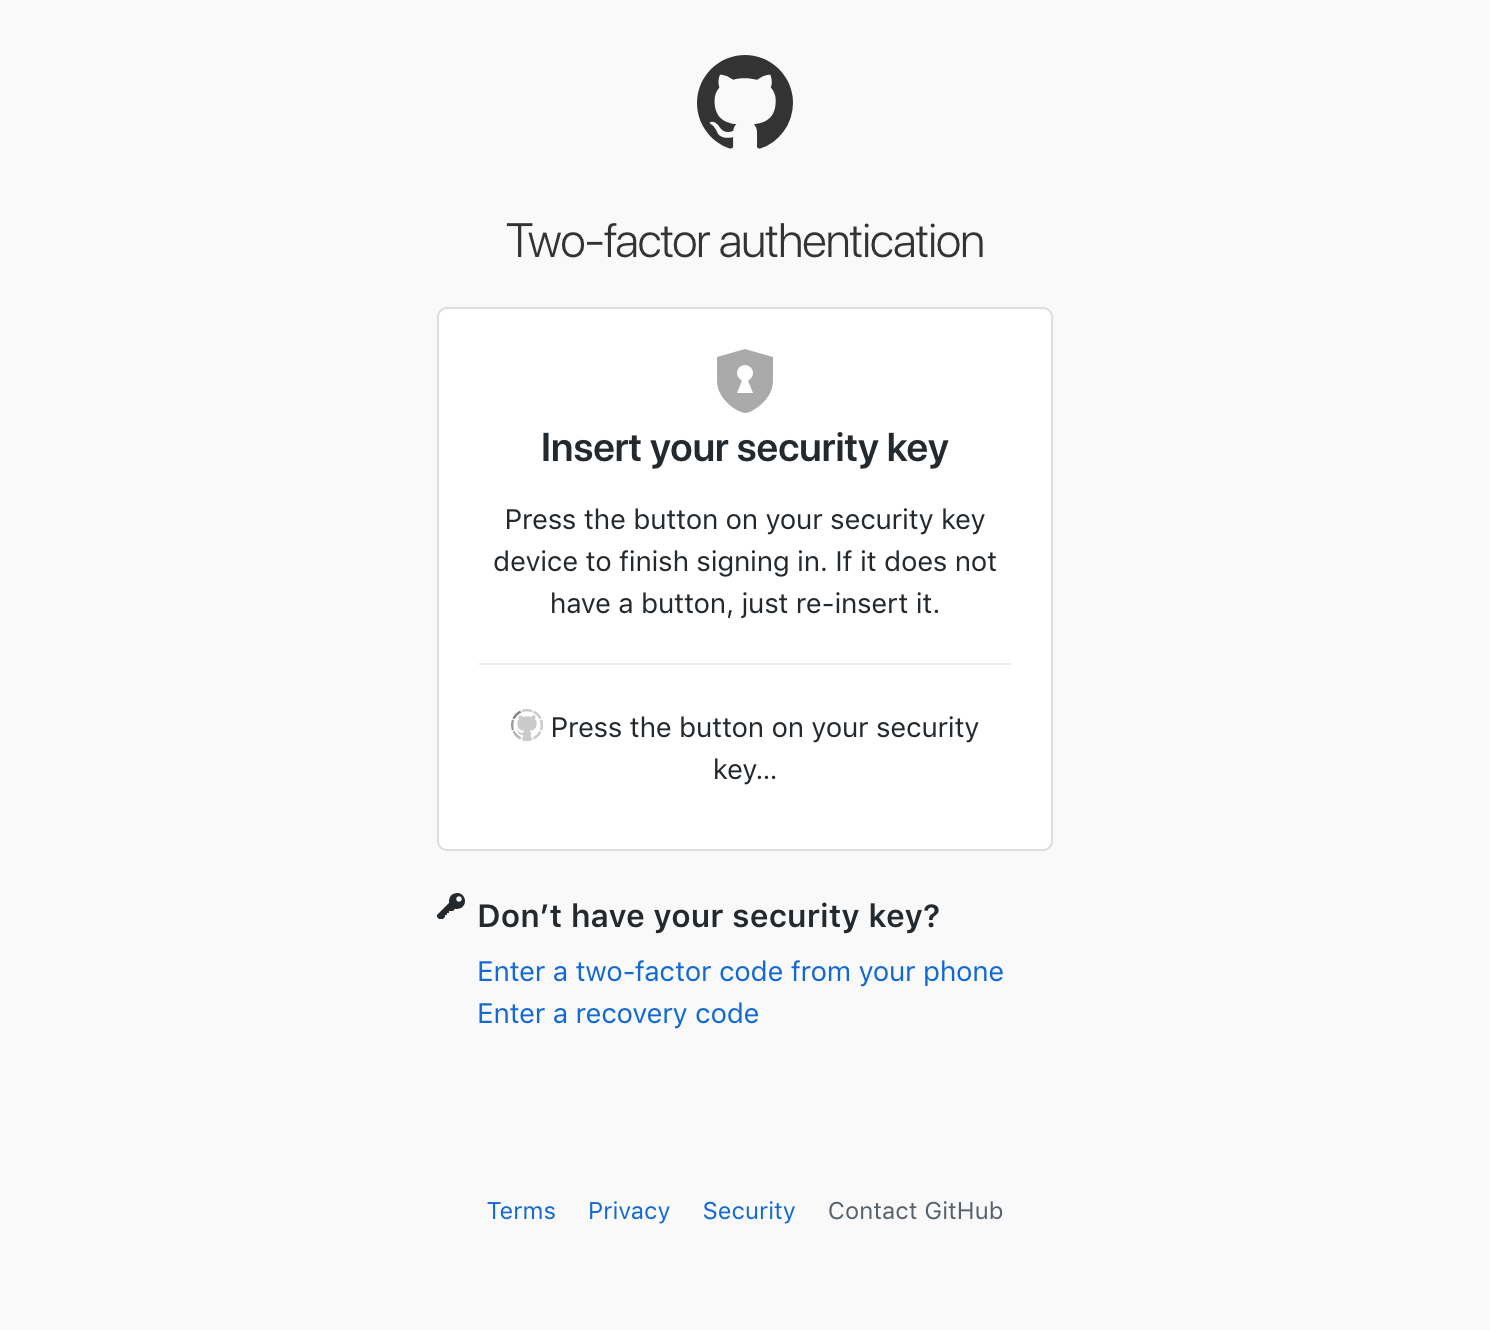 Two-factor authentication
Insert your security key
Press the button on your security key
device to finish signing in. If it does not
have a button, just re-insert it.
Press the button on your security
key...
Don’t have your security key?
Enter a two-factor code from your phone
Enter a recovery code
Terms Privacy Security Contact GitHub